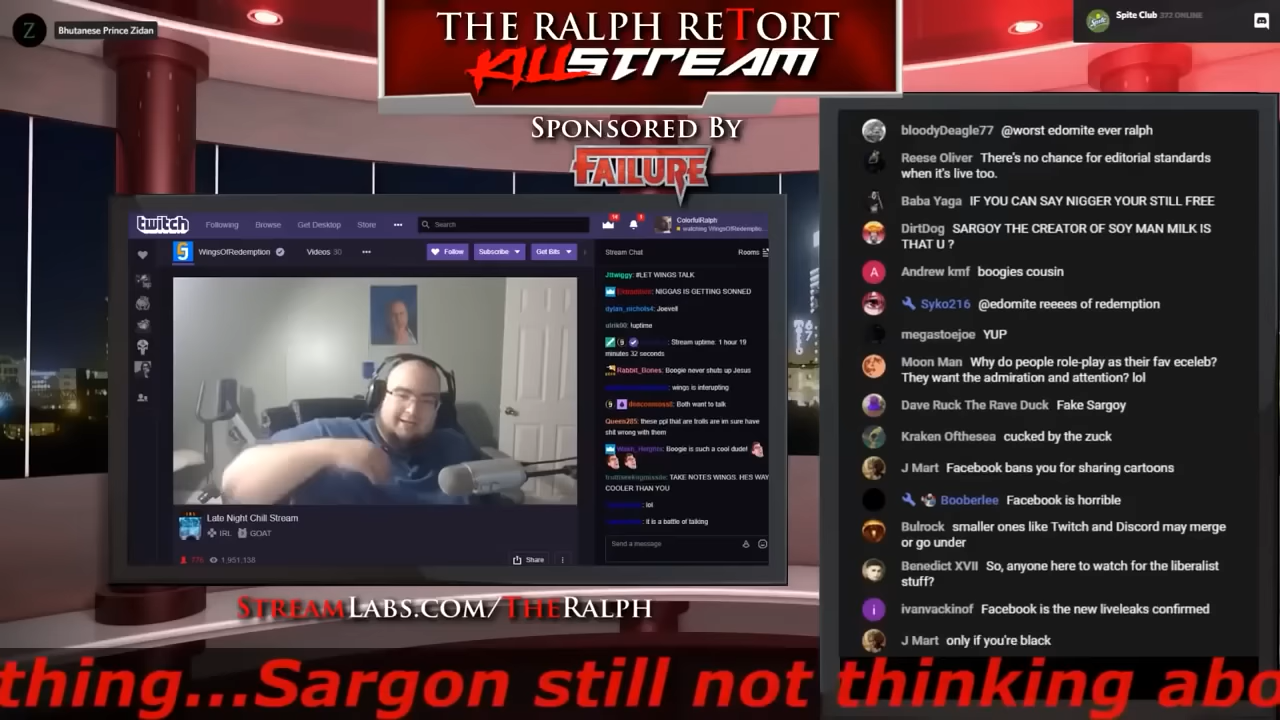 Z
Bhutanese Prince Zidan
THE RALPH RETORT
KILLSTREAM
SPONSORED BY
FAILURE
Spite Club 377 ONLINE
twitch
Following
Browse
Get Desktop
Store
Search
ColorfulRalph
watching WingsOfRedemptio...
WingsOfRedemption
Videos 30
Follow
Subscribe
Get Bits
Stream Chat
Rooms
#LET WINGS TALK
NIGGAS IS GETTING SONNED
Joeveil
ulrik00: !uptime
Stream uptime: 1 hour 19
minutes 32 seconds
Rabbit_Bones: Boogie never shuts up Jesus
wings is interupting
Both want to talk
these ppl that are trolls are im sure have
shit wrong with them
Boogie is such a cool dude!
TAKE NOTES WINGS. HES WAY
COOLER THAN YOU
: lol
: it is a battle of talking
Send a message
Late Night Chill Stream
IRL
GOAT
776
1,951,138
Share
STREAMLABS.COM/THERALPH
bloodyDeagle77 @worst edomite ever ralph
Reese Oliver There's no chance for editorial standards
when it's live too.
Baba Yaga IF YOU CAN SAY NIGGER YOUR STILL FREE
DirtDog SARGOY THE CREATOR OF SOY MAN MILK IS
THAT U ?
A
Andrew kmf boogies cousin
Syko216 @edomite reeeees of redemption
megastoejoe YUP
Moon Man Why do people role-play as their fav eceleb?
They want the admiration and attention? lol
Dave Ruck The Rave Duck Fake Sargoy
Kraken Ofthesea cucked by the zuck
J Mart Facebook bans you for sharing cartoons
Booberlee Facebook is horrible
Bulrock smaller ones like Twitch and Discord may merge
or go under
Benedict XVII So, anyone here to watch for the liberalist
stuff?
i
ivanvackinof Facebook is the new liveleaks confirmed
J Mart only if you're black
thing...Sargon still not thinking abo